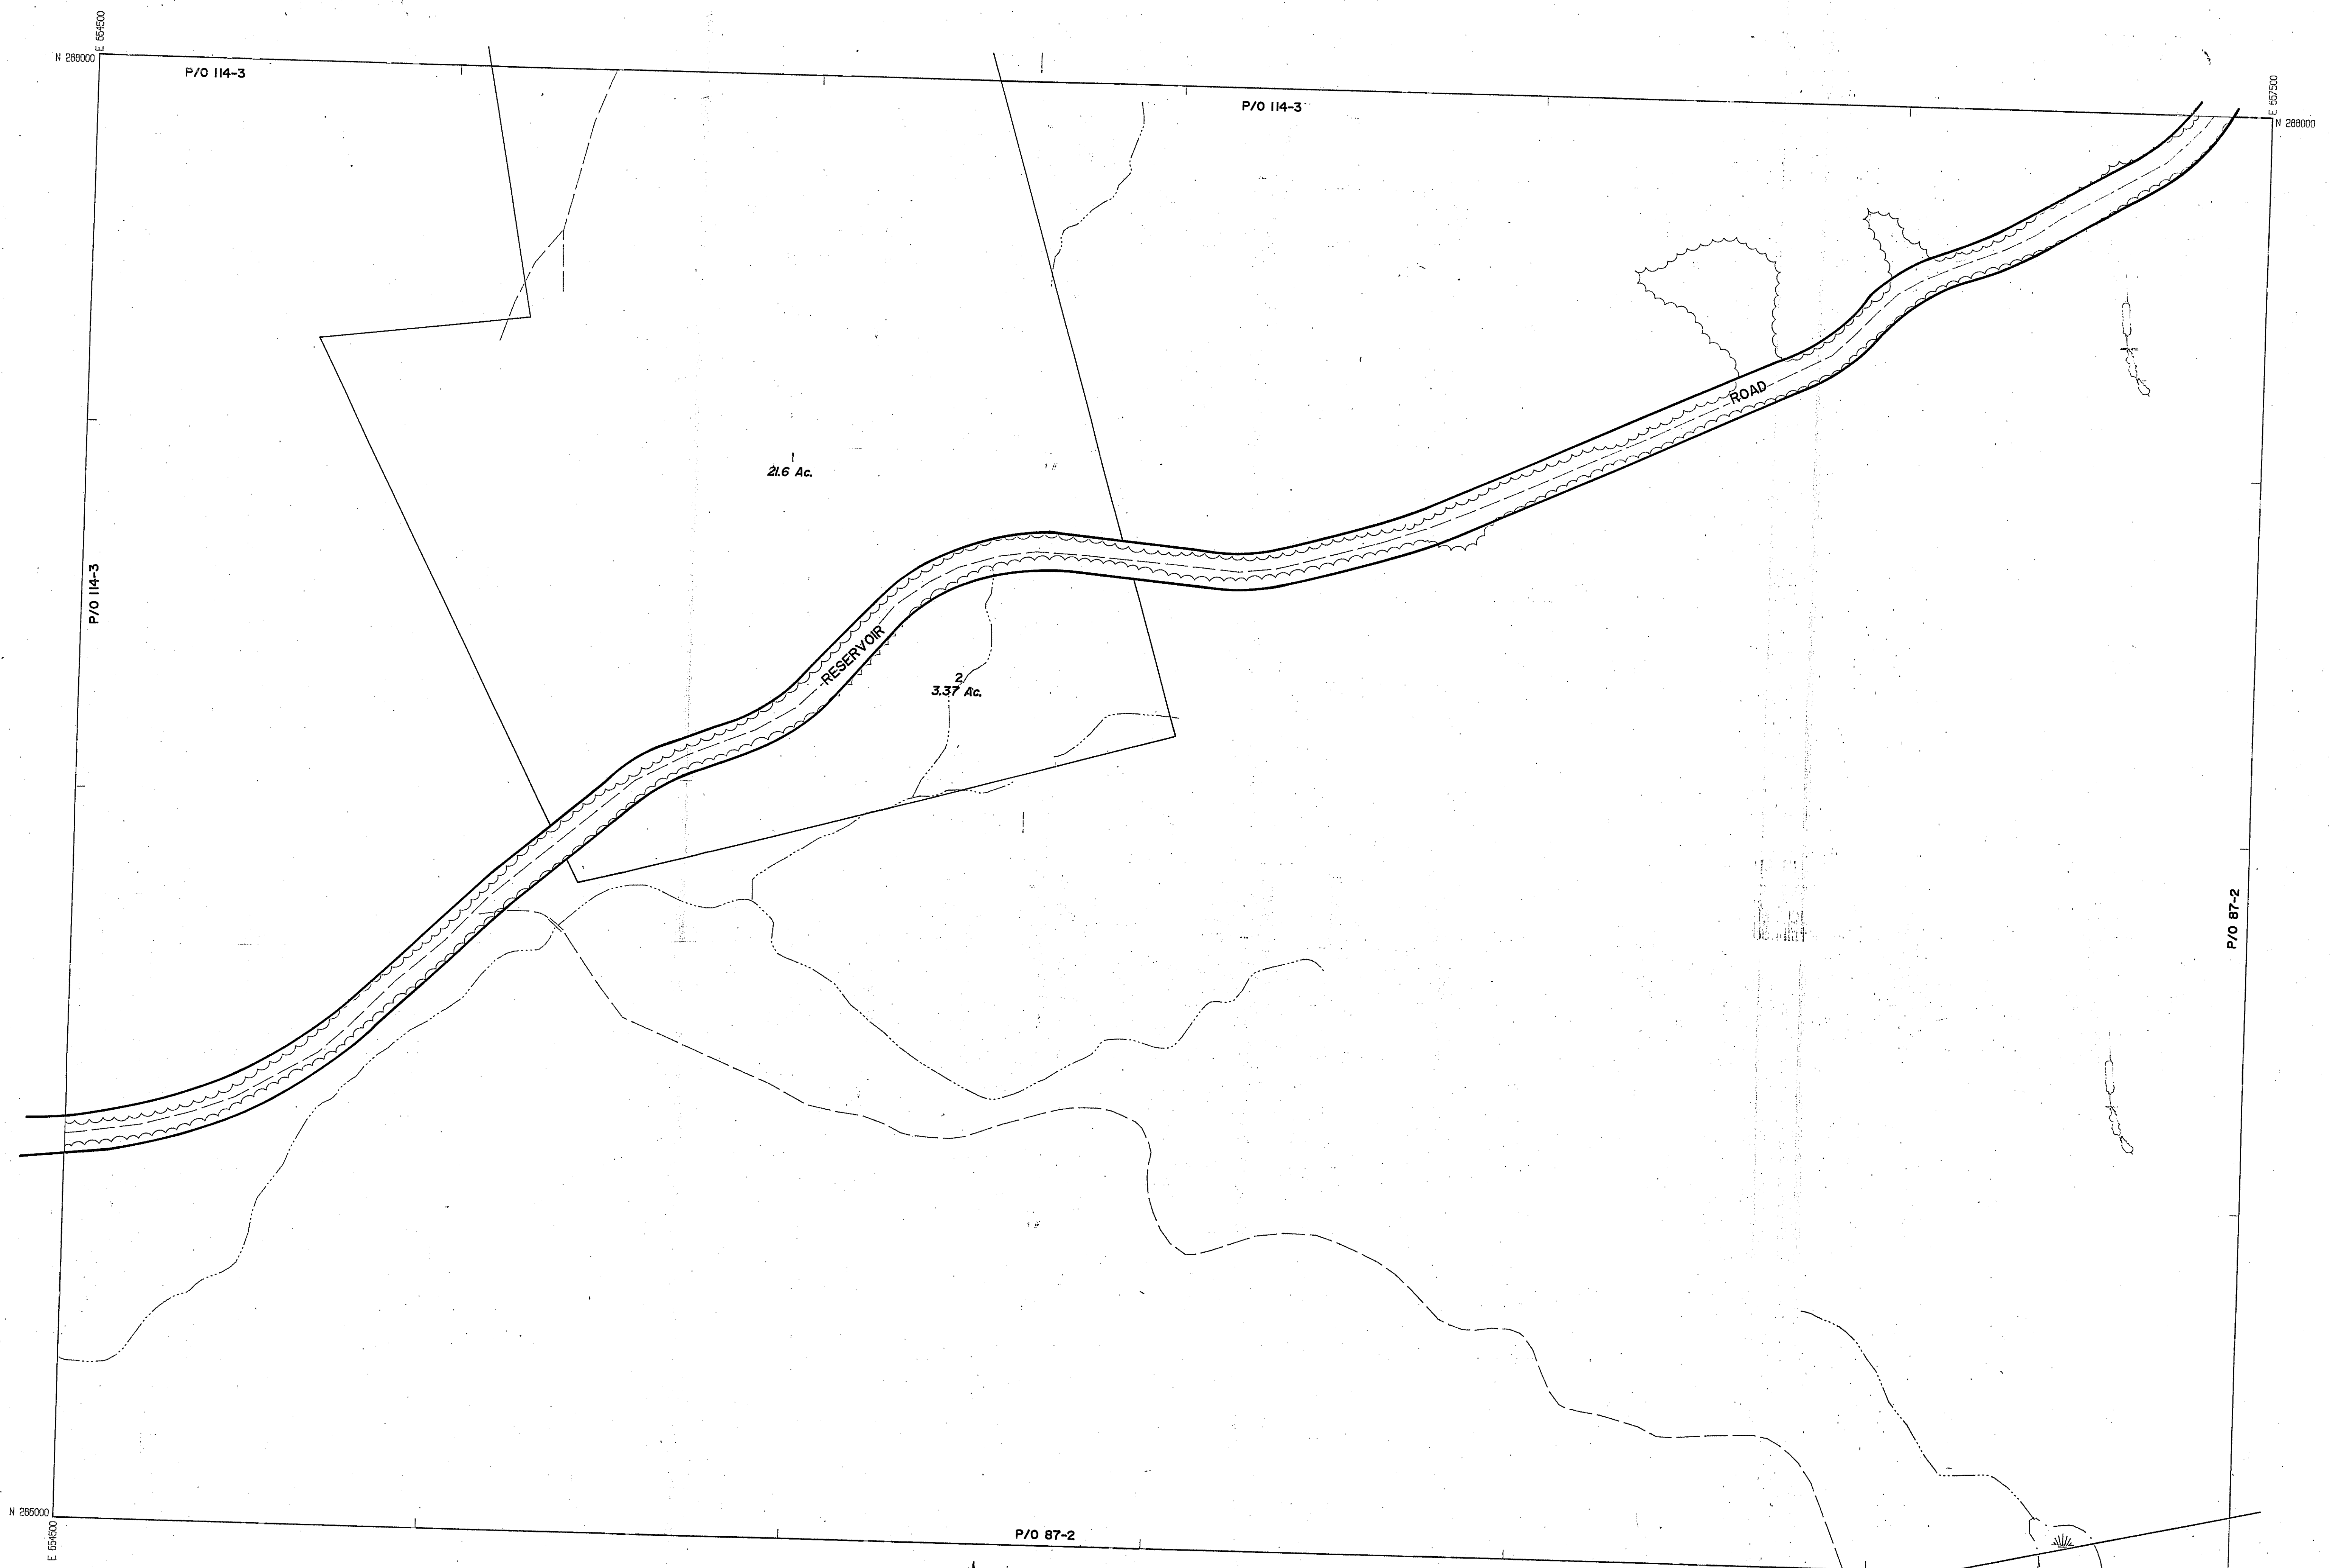 E 654500
N 288000
P/O 114-3
P/O 114-3
E 657500
N 288000
ROAD
1
21.6 Ac.
P/O 114-3
RESERVOIR
2
3.37 Ac.
P/O 87-2
N 286000
E 654500
P/O 87-2